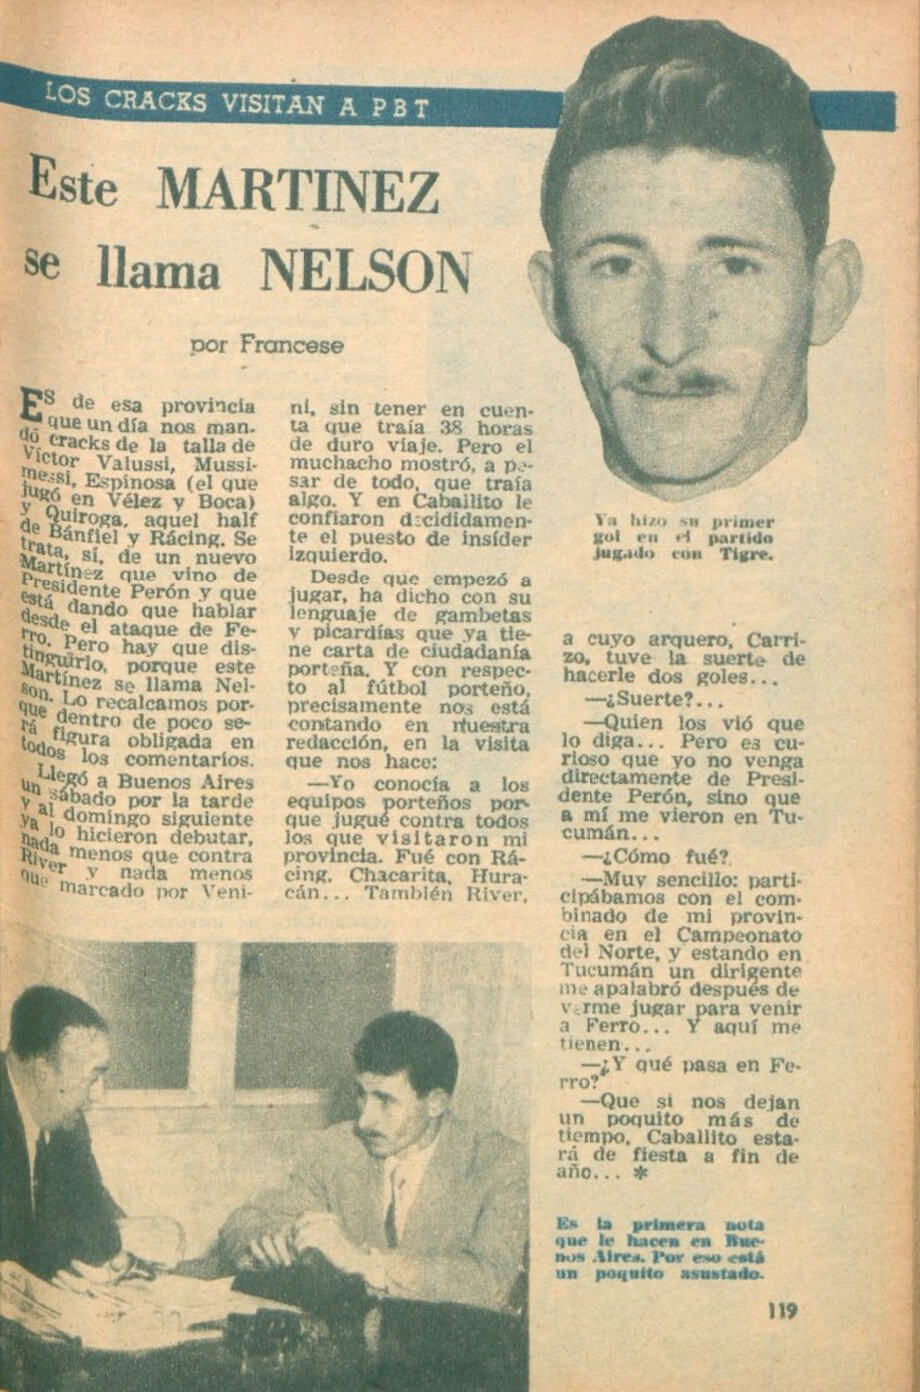 LOS CRACKS VISITAN A PBT
Este MARTINEZ
se llama NELSON
por Francese
ES de esa provincia
que un día nos man-
dó cracks de la talla de
Víctor Valussi, Mussi-
messi, Espinosa (el que
jugó en Vélez y Boca)
y Quiroga, aquel half
de Bánfiel y Rácing. Se
trata, sí, de un nuevo
Martínez que vino de
Presidente Perón y que
está dando que hablar
desde el ataque de Fe-
rro. Pero hay que dis-
tinguirlo, porque este
Martínez se llama Nel-
son. Lo recalcamos por-
que dentro de poco se-
rá figura obligada en
todos los comentarios.
Llegó a Buenos Aires
un sábado por la tarde
y al domingo siguiente
ya lo hicieron debutar,
nada menos que contra
River y nada menos
que marcado por Veni-
ni, sin tener en cuen-
ta que traía 38 horas
de duro viaje. Pero el
muchacho mostró, a pe-
sar de todo, que traía
algo. Y en Caballito le
confiaron decididamen-
te el puesto de insíder
izquierdo.
Desde que empezó a
jugar, ha dicho con su
lenguaje de gambetas
y picardías que ya tie-
ne carta de ciudadanía
porteña. Y con respec-
to al fútbol porteño,
precisamente nos está
contando en nuestra
redacción, en la visita
que nos hace:
—Yo conocía a los
equipos porteños por-
que jugué contra todos
los que visitaron mi
provincia. Fué con Rá-
cing, Chacarita, Hura-
cán... También River,
Ya hizo su primer
gol en el partido
jugado con Tigre.
a cuyo arquero, Carri-
zo, tuve la suerte de
hacerle dos goles...
—¿Suerte?...
—Quien los vió que
lo diga... Pero es cu-
rioso que yo no venga
directamente de Presi-
dente Perón, sino que
a mí me vieron en Tu-
cumán...
—¿Cómo fué?
—Muy sencillo: parti-
cipábamos con el com-
binado de mi provin-
cia en el Campeonato
del Norte, y estando en
Tucumán un dirigente
me apalabró después de
verme jugar para venir
a Ferro... Y aquí me
tienen...
—¿Y qué pasa en Fe-
rro?
—Que si nos dejan
un poquito más de
tiempo, Caballito esta-
rá de fiesta a fin de
año... *
Es la primera nota
que le hacen en Bue-
nos Aires. Por eso está
un poquito asustado.
119